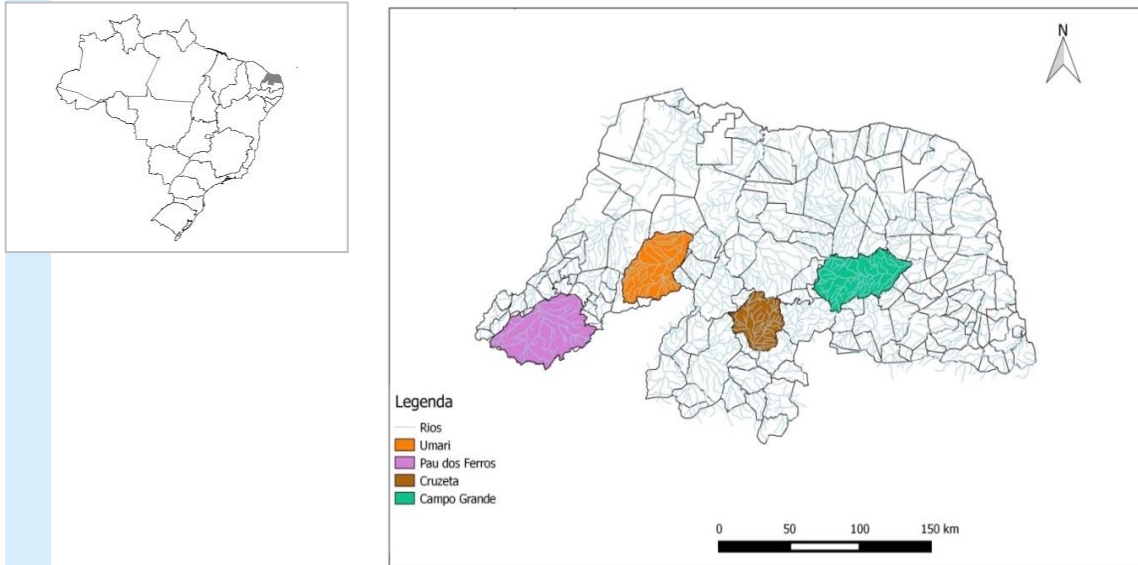 N
Legenda
Rios
Umari
Pau dos Ferros
Cruzeta
Campo Grande
0 50 100 150 km